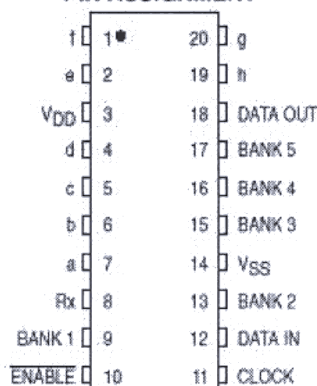 f 1 20 g
e 2 19 h
VDD 3 18 DATA OUT
d 4 17 BANK 5
c 5 16 BANK 4
b 6 15 BANK 3
a 7 14 VSS
Rx 8 13 BANK 2
BANK 1 9 12 DATA IN
ENABLE 10 11 CLOCK